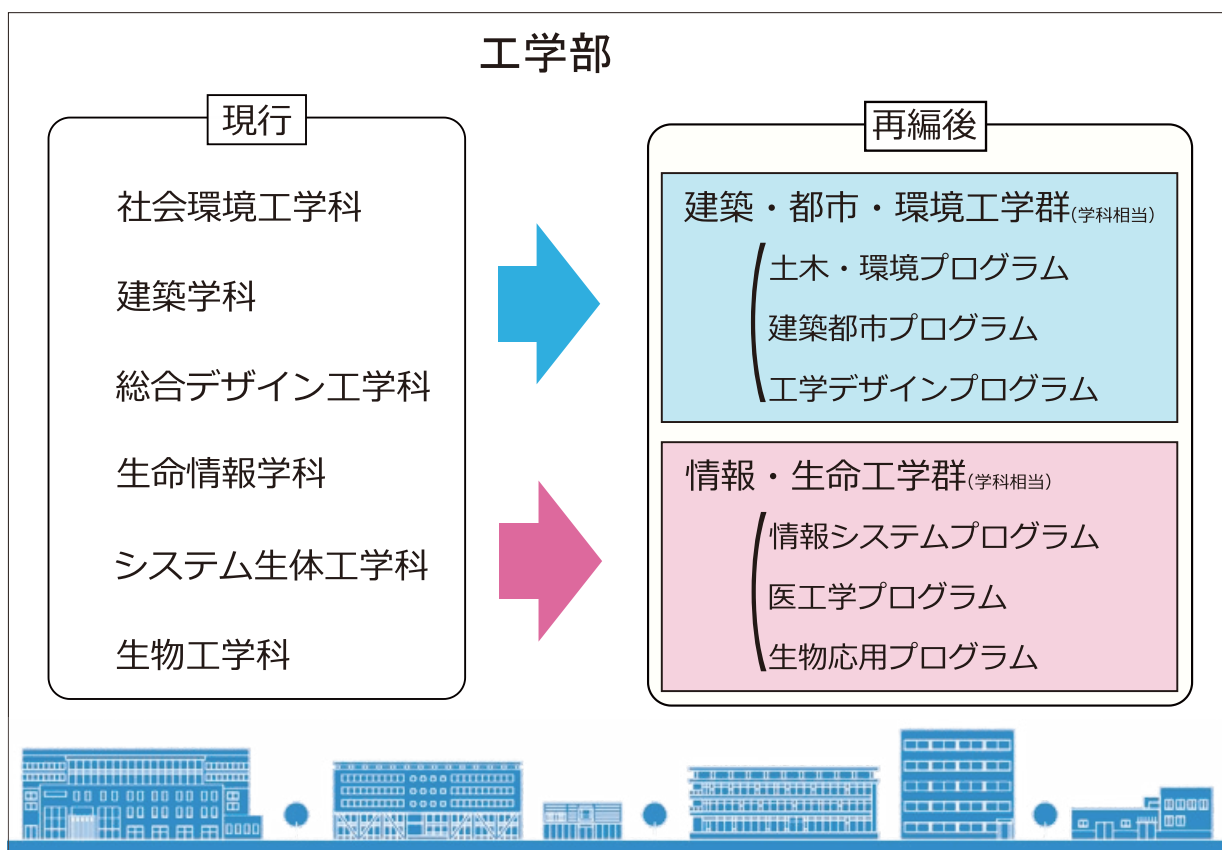 工学部
現行
社会環境工学科
建築学科
総合デザイン工学科
生命情報学科
システム生体工学科
生物工学科
再編後
建築・都市・環境工学群(学科相当)
土木・環境プログラム
建築都市プログラム
工学デザインプログラム
情報・生命工学群(学科相当)
情報システムプログラム
医工学プログラム
生物応用プログラム